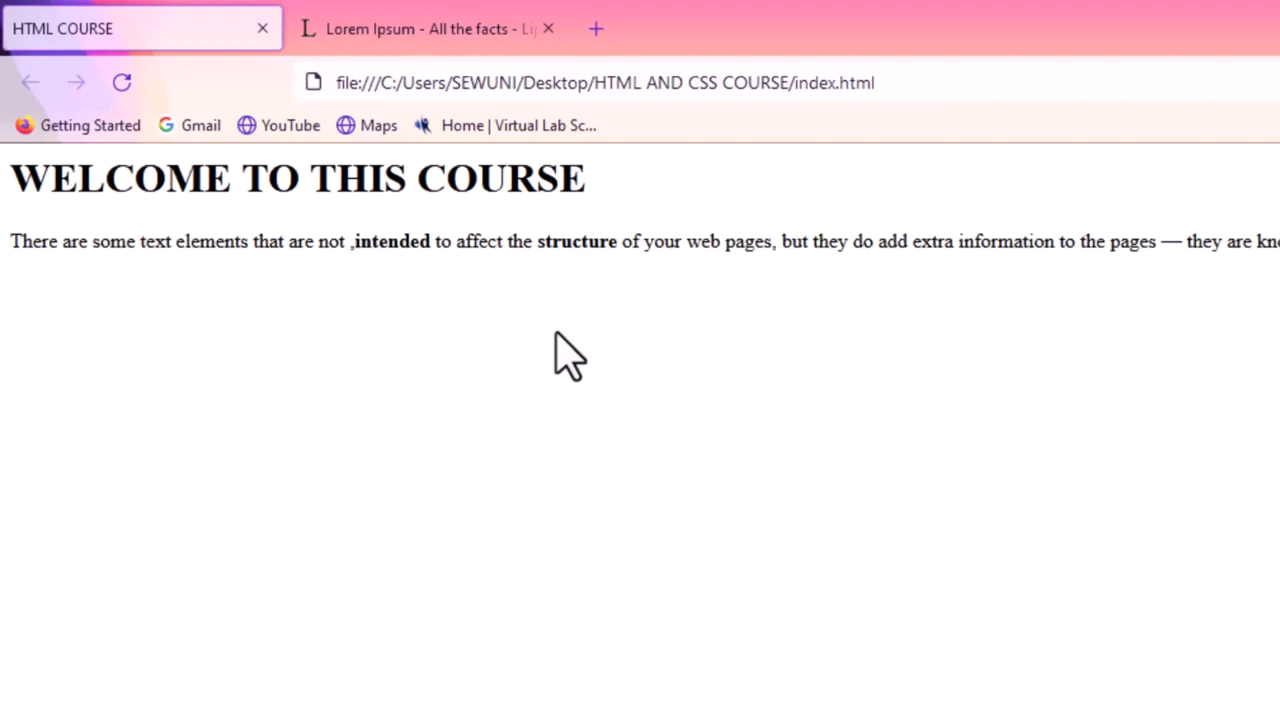 HTML COURSE
L Lorem Ipsum - All the facts - Lip
file:///C:/Users/SEWUNI/Desktop/HTML AND CSS COURSE/index.html
Getting Started G Gmail YouTube Maps Home | Virtual Lab Sc...
WELCOME TO THIS COURSE
There are some text elements that are not ,intended to affect the structure of your web pages, but they do add extra information to the pages — they are